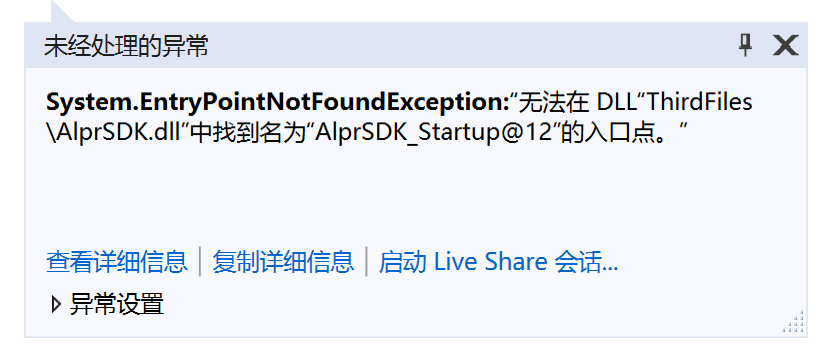 未经处理的异常
System.EntryPointNotFoundException:“无法在 DLL“ThirdFiles
\AlprSDK.dll”中找到名为“AlprSDK_Startup@12”的入口点。”
查看详细信息 | 复制详细信息 | 启动 Live Share 会话...
异常设置